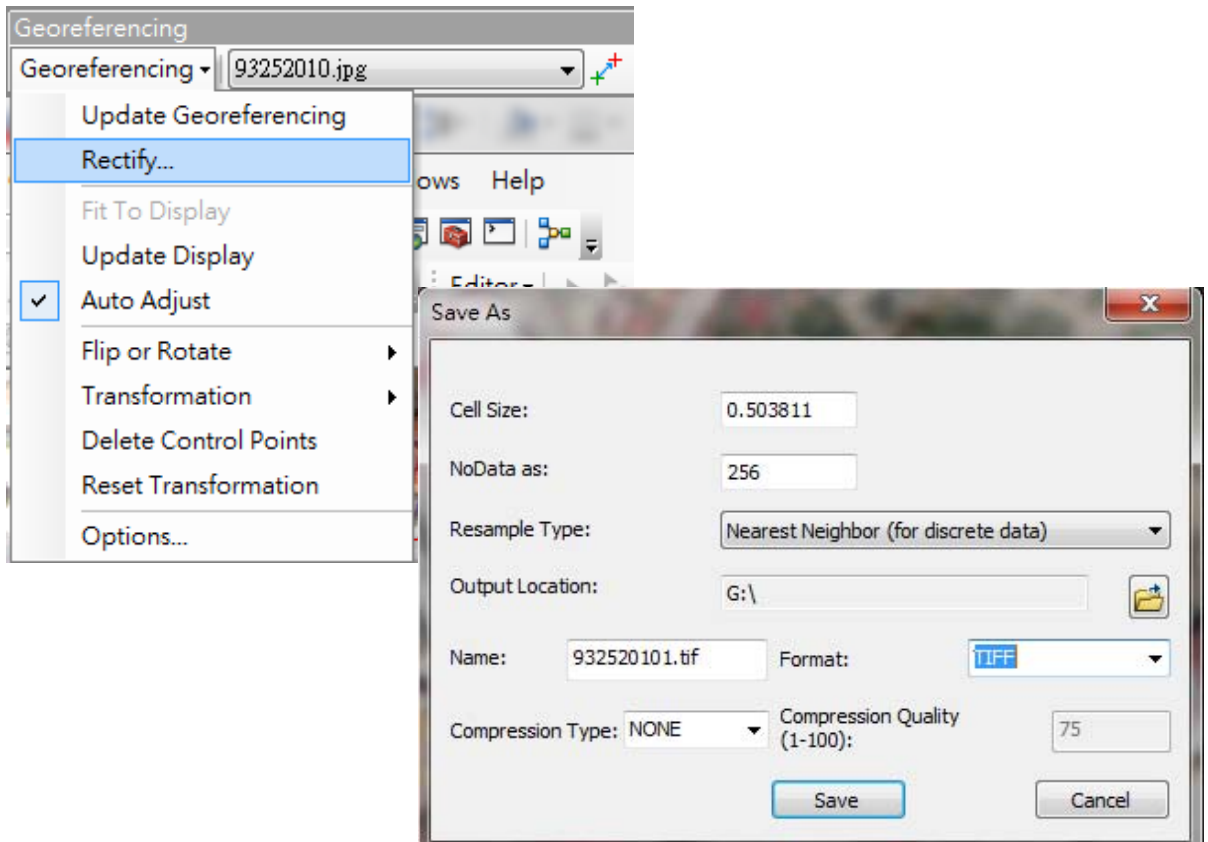 Georeferencing
Georeferencing 93252010.jpg
Update Georeferencing
Rectify...
ows Help
Fit To Display
Update Display
Auto Adjust
Editor
Flip or Rotate
Transformation
Delete Control Points
Reset Transformation
Options...
Save As
Cell Size: 0.503811
NoData as: 256
Resample Type: Nearest Neighbor (for discrete data)
Output Location: G:\
Name: 932520101.tif Format: TIFF
Compression Type: NONE Compression Quality
(1-100): 75
Save Cancel